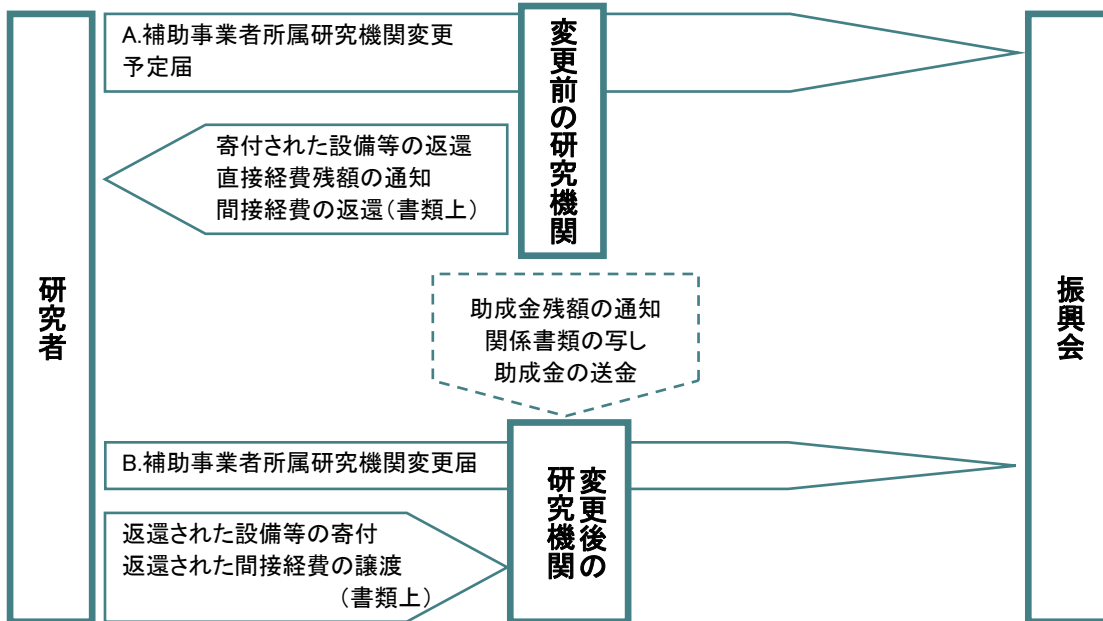 A.補助事業者所属研究機関変更
予定届
変更前の研究機関
寄付された設備等の返還
直接経費残額の通知
間接経費の返還（書類上）
研究者
振興会
助成金残額の通知
関係書類の写し
助成金の送金
B.補助事業者所属研究機関変更届
変更後の
研究機関
返還された設備等の寄付
返還された間接経費の譲渡
（書類上）